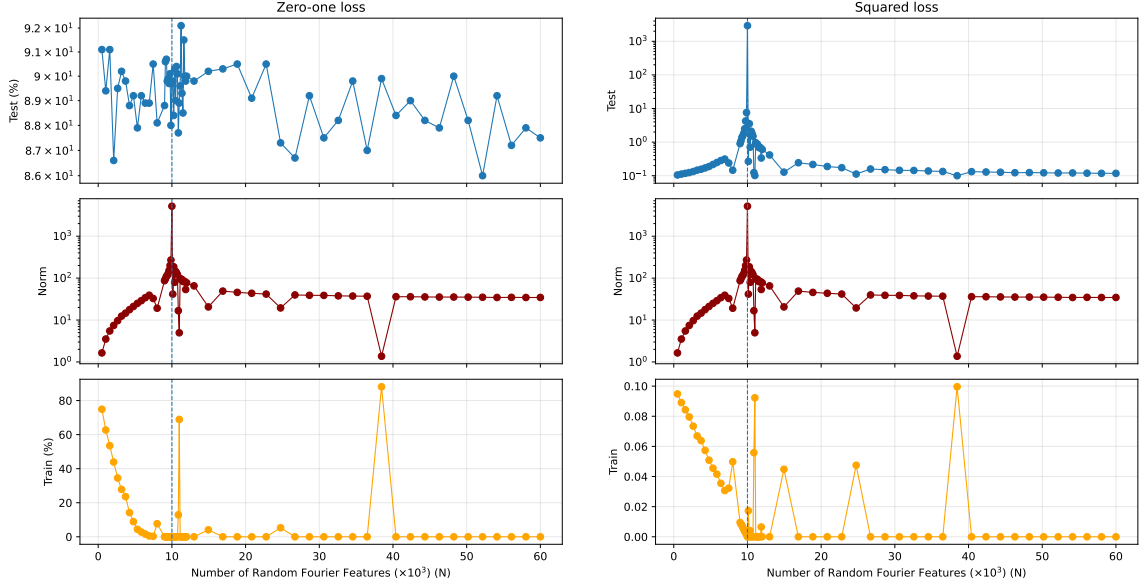 Zero-one loss
Test (%)
9.2 × 10¹
9.1 × 10¹
9 × 10¹
8.9 × 10¹
8.8 × 10¹
8.7 × 10¹
8.6 × 10¹
Squared loss
Test
10³
10²
10¹
10⁰
10⁻¹
Norm
10³
10²
10¹
10⁰
Norm
10³
10²
10¹
10⁰
Train (%)
80
60
40
20
0
0 10 20 30 40 50 60
Number of Random Fourier Features (×10³) (N)
Train
0.10
0.08
0.06
0.04
0.02
0.00
0 10 20 30 40 50 60
Number of Random Fourier Features (×10³) (N)